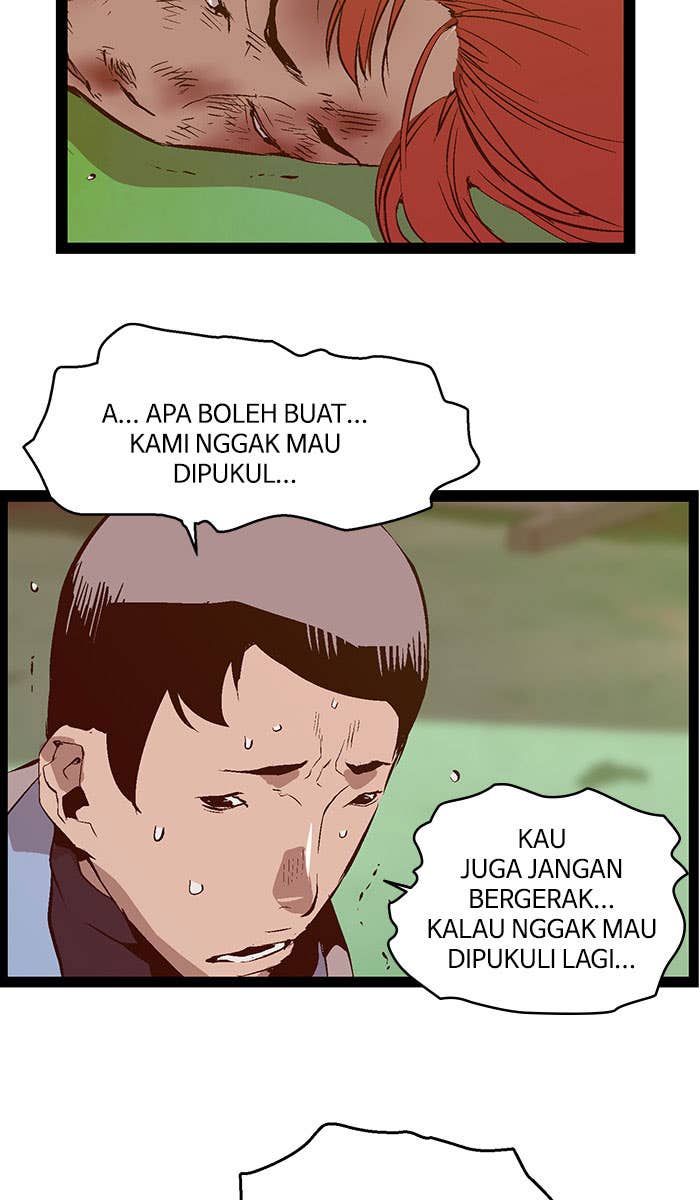 A... APA BOLEH BUAT...
KAMI NGGAK MAU
DIPUKUL...
KAU
JUGA JANGAN
BERGERAK...
KALAU NGGAK MAU
DIPUKULI LAGI...